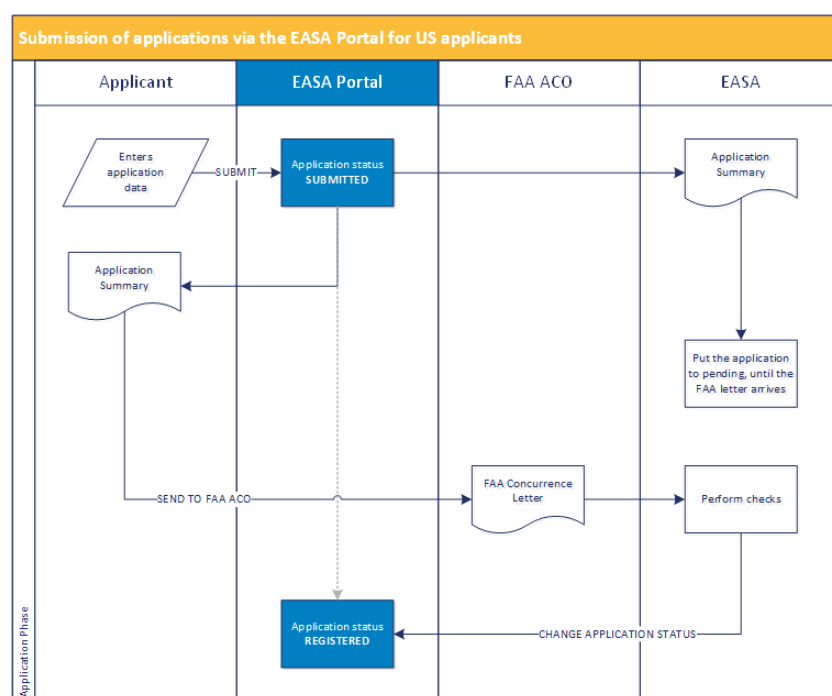 Submission of applications via the EASA Portal for US applicants
Applicant
EASA Portal
FAA ACO
EASA
Enters
application
data
SUBMIT
Application status
SUBMITTED
Application
Summary
Application
Summary
Put the application
to pending, until the
FAA letter arrives
SEND TO FAA ACO
FAA Concurrence
Letter
Perform checks
Application status
REGISTERED
CHANGE APPLICATION STATUS
Application Phase